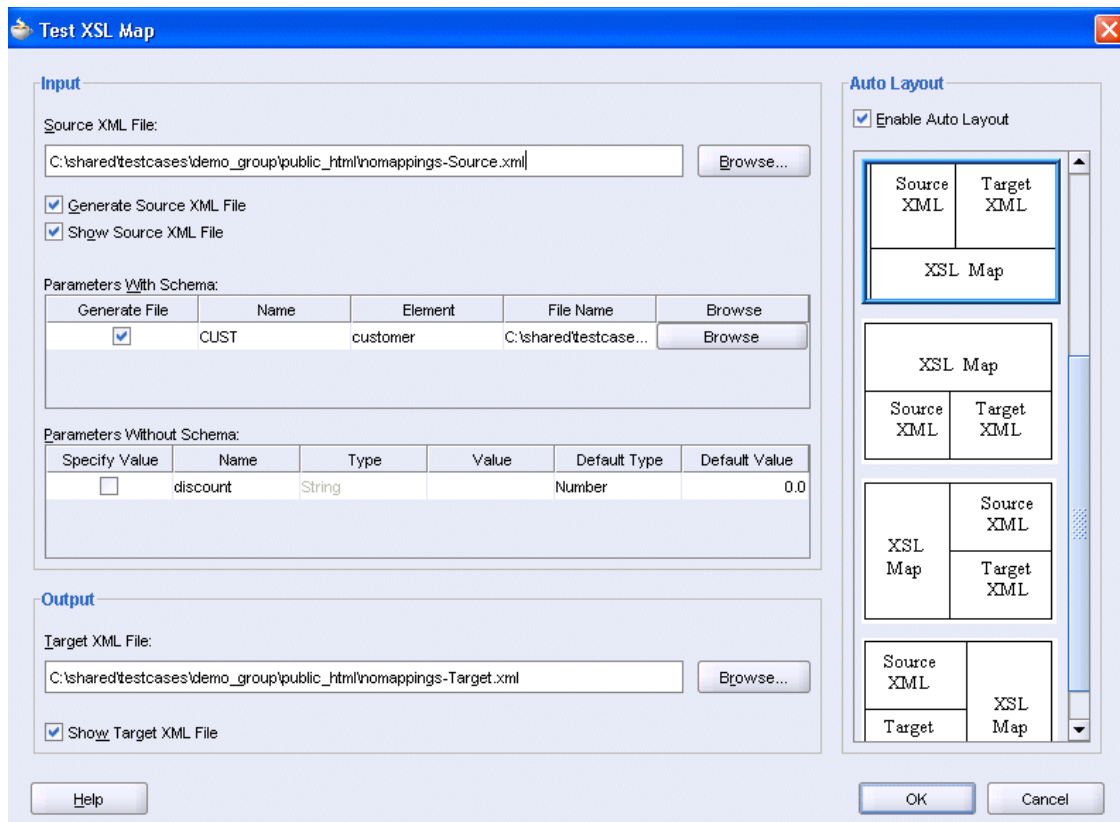 Test XSL Map
Input
Source XML File:
C:\shared\testcases\demo_group\public_html\nomappings-Source.xml
Browse...
Generate Source XML File
Show Source XML File
Parameters With Schema:
Generate File Name Element File Name Browse
CUST customer C:\shared\testcase... Browse
Parameters Without Schema:
Specify Value Name Type Value Default Type Default Value
discount String Number 0.0
Output
Target XML File:
C:\shared\testcases\demo_group\public_html\nomappings-Target.xml
Browse...
Show Target XML File
Auto Layout
Enable Auto Layout
Source XML
Target XML
XSL Map
XSL Map
Source XML
Target XML
XSL Map
Source XML
Target XML
Source XML
Target
XSL Map
Help
OK
Cancel